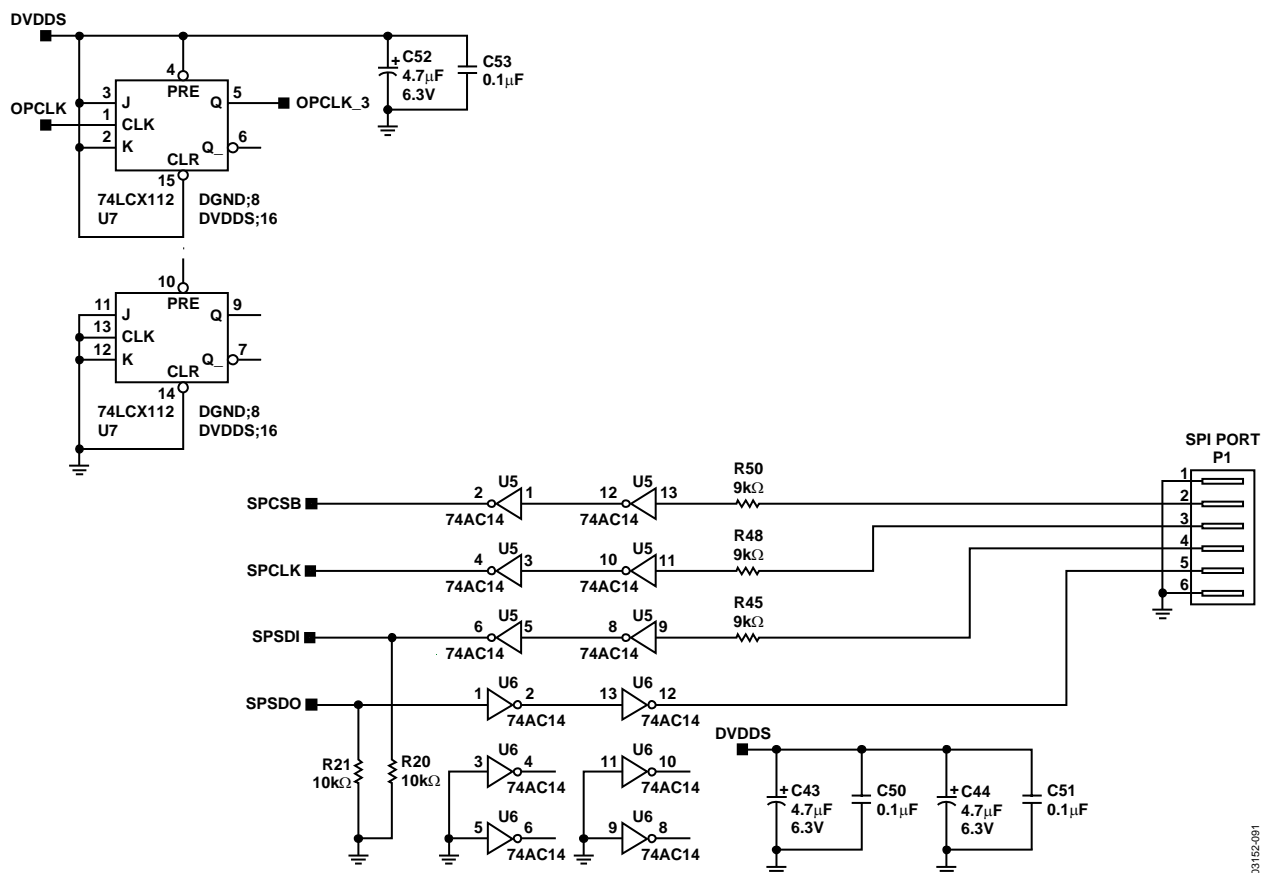 DVDDS
4
PRE
3
J
Q
5
OPCLK_3
OPCLK
1
CLK
2
K
Q_
6
CLR
15
74LCX112
U7
DGND;8
DVDDS;16
+
C52
4.7μF
6.3V
C53
0.1μF
10
PRE
11
J
Q
9
13
CLK
12
K
Q_
7
CLR
14
74LCX112
U7
DGND;8
DVDDS;16
SPI PORT
P1
1
2
3
4
5
6
SPCSB
2
U5
1
74AC14
12
U5
13
74AC14
R50
9kΩ
SPCLK
4
U5
3
74AC14
10
U5
11
74AC14
R48
9kΩ
SPSDI
6
U5
5
74AC14
8
U5
9
74AC14
R45
9kΩ
SPSDO
1
U6
2
74AC14
13
U6
12
74AC14
R21
10kΩ
R20
10kΩ
3
U6
4
74AC14
11
U6
10
74AC14
5
U6
6
74AC14
9
U6
8
74AC14
DVDDS
+
C43
4.7μF
6.3V
C50
0.1μF
+
C44
4.7μF
6.3V
C51
0.1μF
03152-091